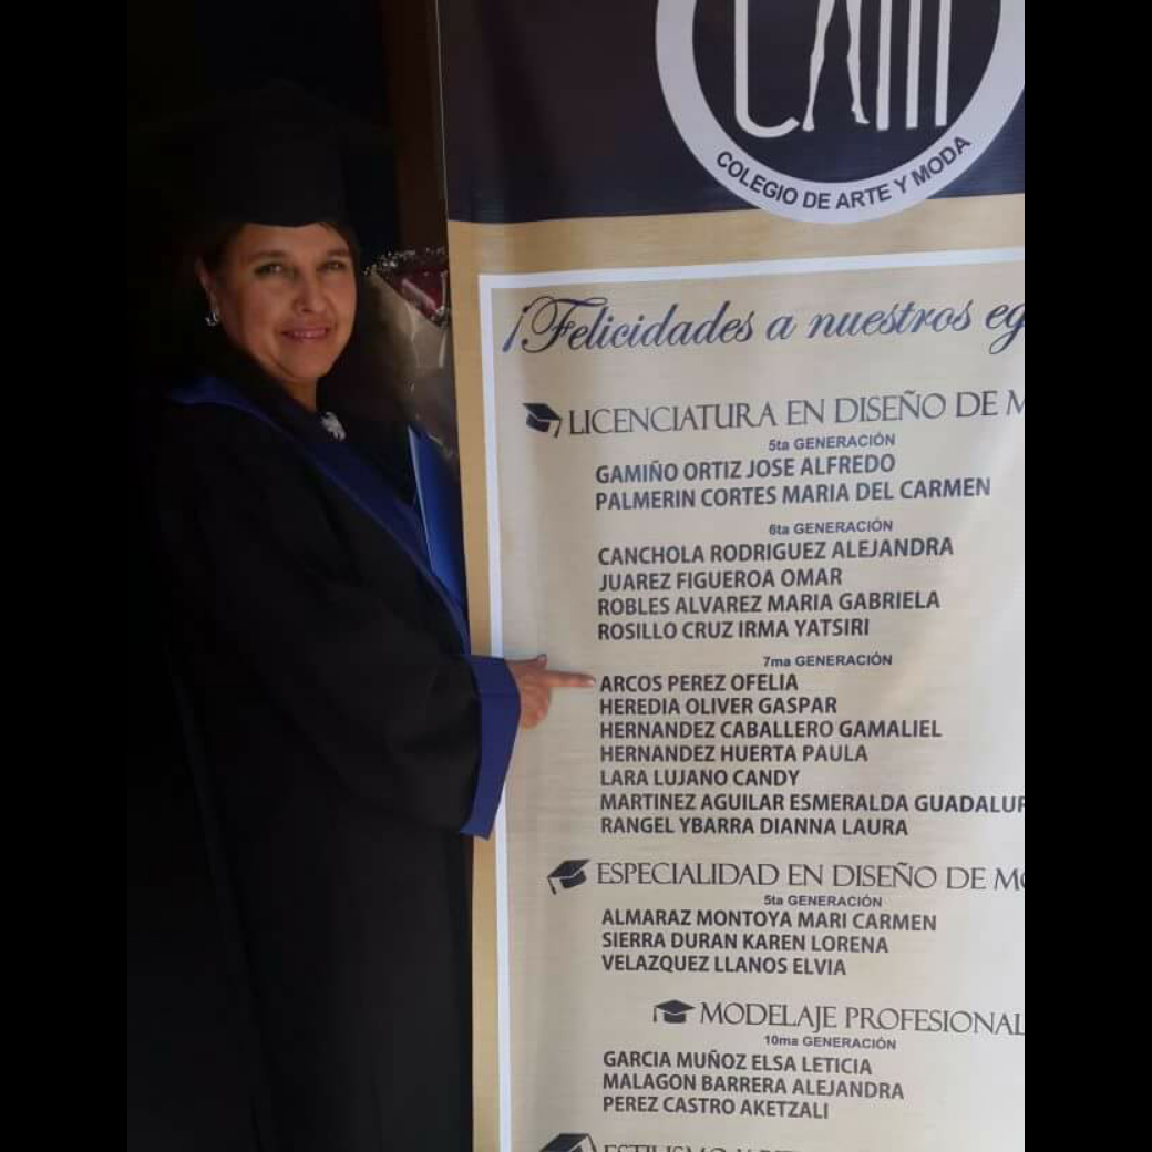 CAM
COLEGIO DE ARTE Y MODA
¡Felicidades a nuestros
LICENCIATURA EN DISEÑO DE
5ta GENERACIÓN
GAMIÑO ORTIZ JOSE ALFREDO
PALMERIN CORTES MARIA DEL CARMEN
6ta GENERACIÓN
CANCHOLA RODRIGUEZ ALEJANDRA
JUAREZ FIGUEROA OMAR
ROBLES ALVAREZ MARIA GABRIELA
ROSILLO CRUZ IRMA YATSIRI
7ma GENERACIÓN
ARCOS PEREZ OFELIA
HEREDIA OLIVER GASPAR
HERNANDEZ CABALLERO GAMALIEL
HERNANDEZ HUERTA PAULA
LARA LUJANO CANDY
MARTINEZ AGUILAR ESMERALDA
RANGEL YBARRA DIANNA LAURA
ESPECIALIDAD EN DISEÑO DE
5ta GENERACIÓN
ALMARAZ MONTOYA MARI CARMEN
SIERRA DURAN KAREN LORENA
VELAZQUEZ LLANOS ELVIA
MODELAJE PROFESIONAL
10ma GENERACIÓN
GARCIA MUÑOZ ELSA LETICIA
MALAGON BARRERA ALEJANDRA
PEREZ CASTRO AKETZALI